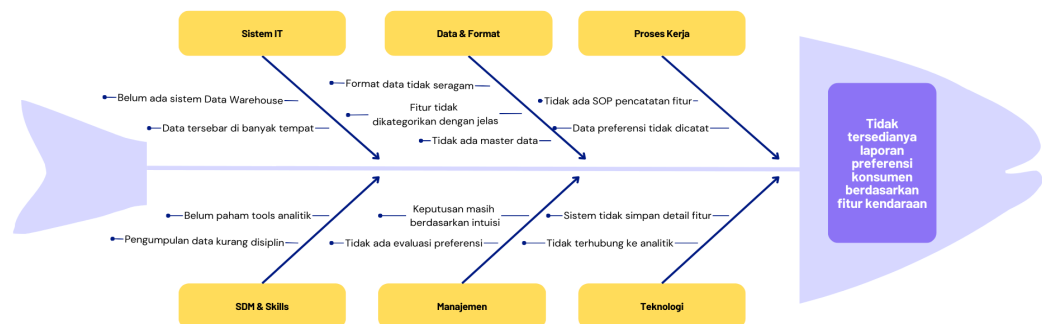 Sistem IT
Data & Format
Proses Kerja
Belum ada sistem Data Warehouse
Data tersebar di banyak tempat
Format data tidak seragam
Fitur tidak
dikategorikan dengan jelas
Tidak ada master data
Tidak ada SOP pencatatan fitur
Data preferensi tidak dicatat
Tidak
tersedianya
laporan
preferensi
konsumen
berdasarkan
fitur kendaraan
Belum paham tools analitik
Pengumpulan data kurang disiplin
Keputusan masih
berdasarkan intuisi
Tidak ada evaluasi preferensi
Sistem tidak simpan detail fitur
Tidak terhubung ke analitik
SDM & Skills
Manajemen
Teknologi